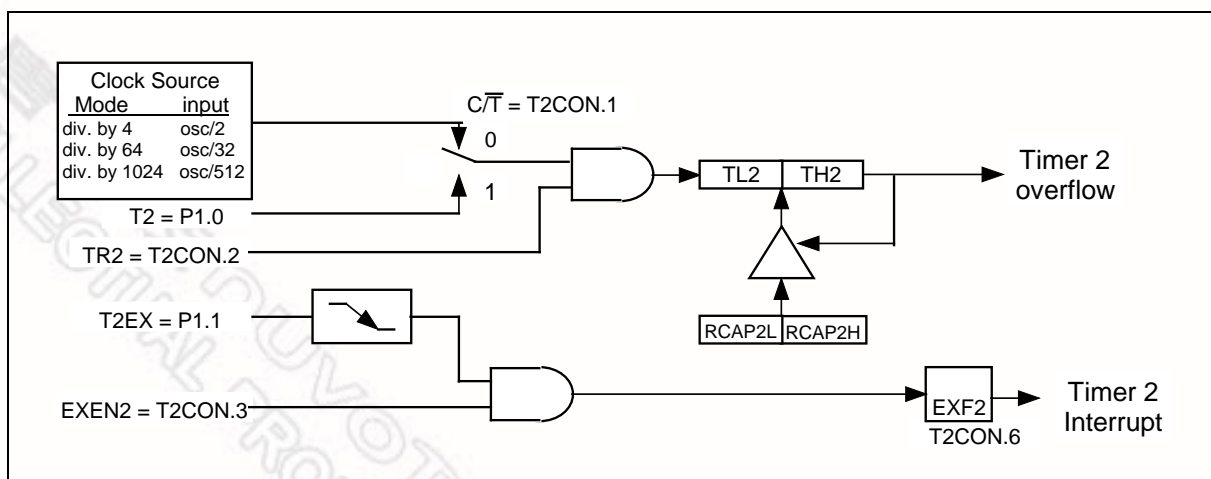 Clock Source
Mode input
div. by 4 osc/2
div. by 64 osc/32
div. by 1024 osc/512
C/T̅ = T2CON.1
0
1
T2 = P1.0
TR2 = T2CON.2
TL2 TH2
Timer 2
overflow
RCAP2L RCAP2H
T2EX = P1.1
EXEN2 = T2CON.3
EXF2
T2CON.6
Timer 2
Interrupt